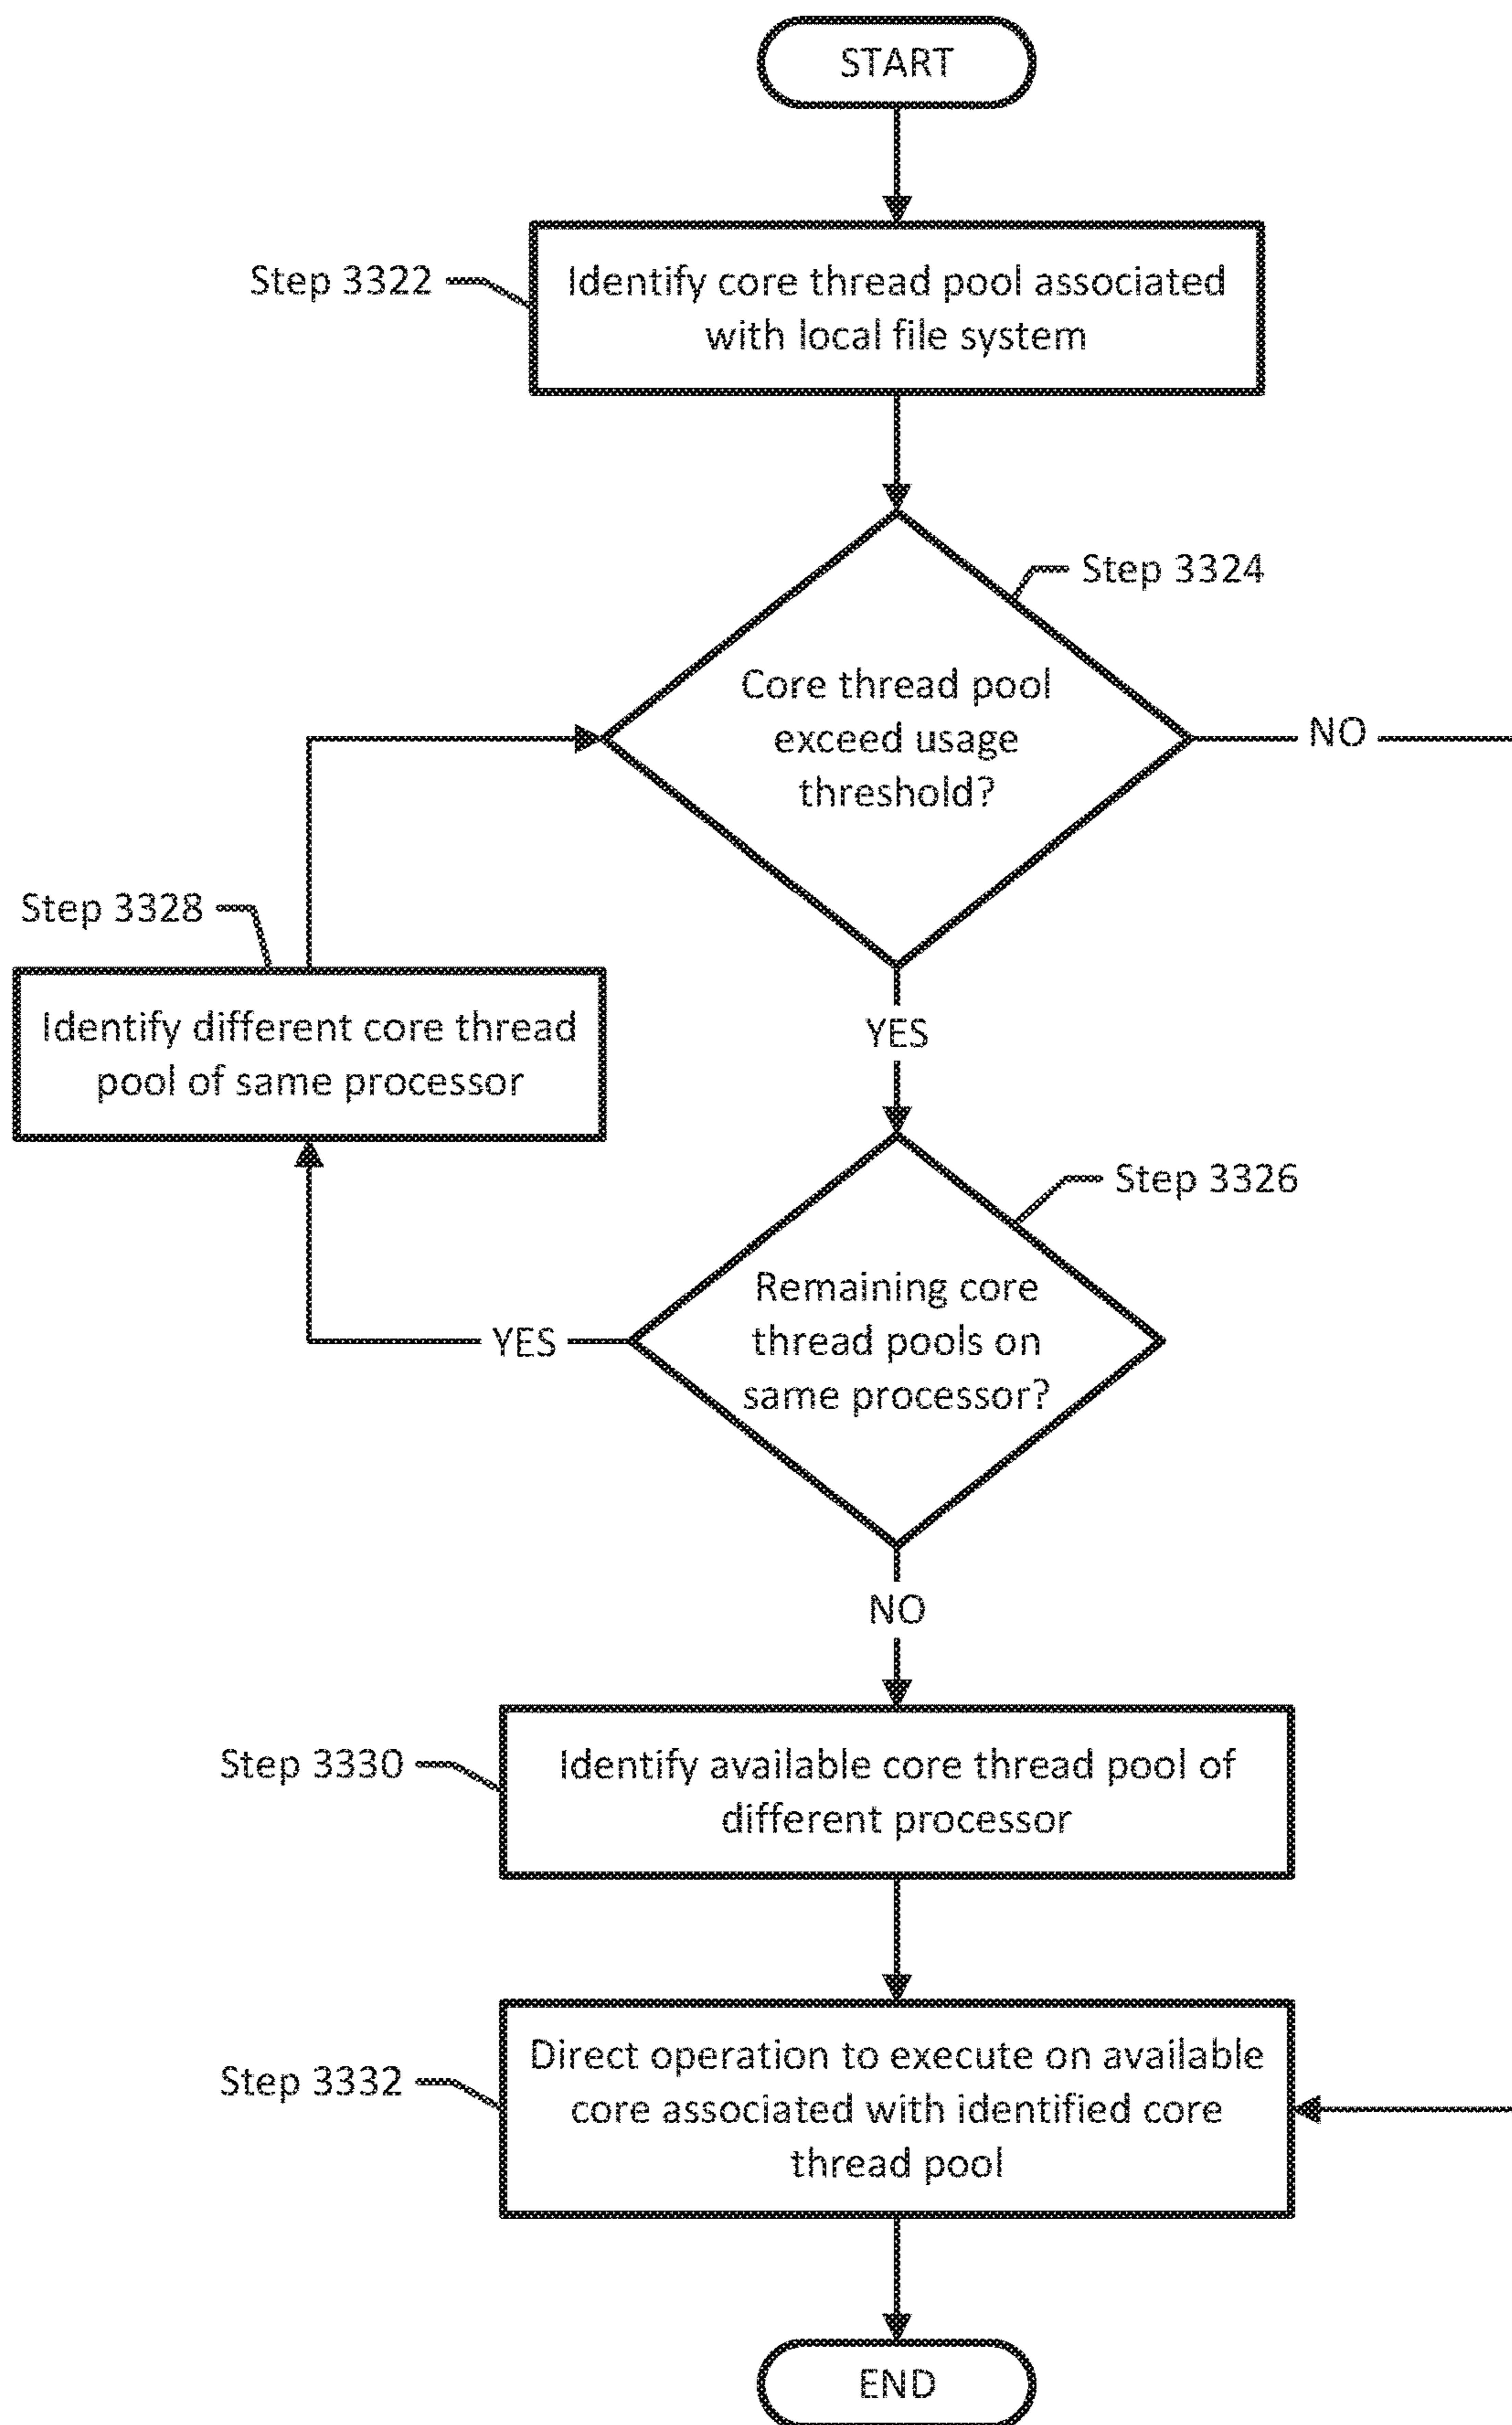 START
Step 3322
Identify core thread pool associated
with local file system
Step 3324
Core thread pool
exceed usage
threshold?
NO
Step 3328
Identify different core thread
pool of same processor
YES
Step 3326
Remaining core
thread pools on
same processor?
YES
NO
Step 3330
Identify available core thread pool of
different processor
Step 3332
Direct operation to execute on available
core associated with identified core
thread pool
END